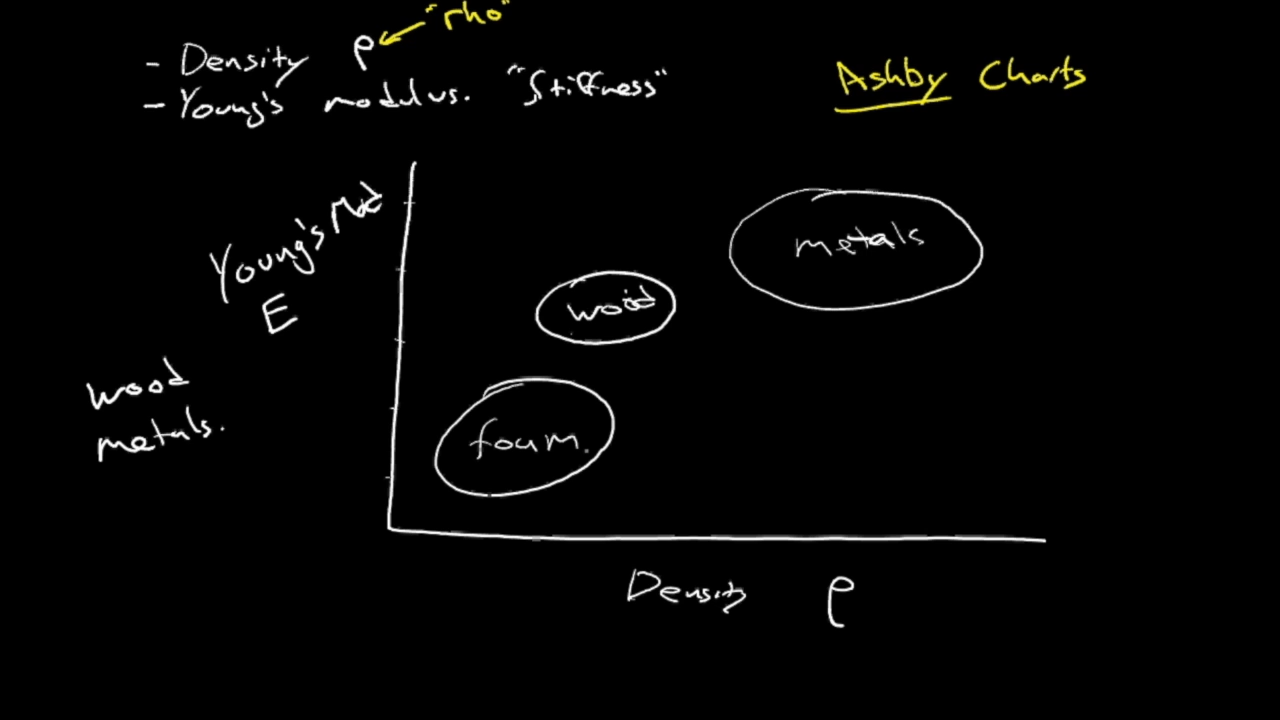 "rho"
- Density ρ
- Young's modulus. "Stiffness"
Ashby Charts
Young's Mod
E
metals
wood
wood
metals.
foam.
Density ρ